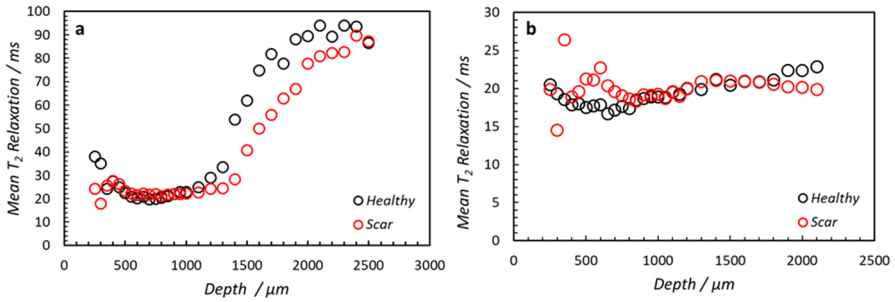 a
100
90
80
70
60
50
40
30
20
10
0
Mean T2 Relaxation / ms
Healthy
Scar
0 500 1000 1500 2000 2500 3000
Depth / μm
b
30
25
20
15
10
5
0
Mean T2 Relaxation / ms
Healthy
Scar
0 500 1000 1500 2000 2500
Depth / μm